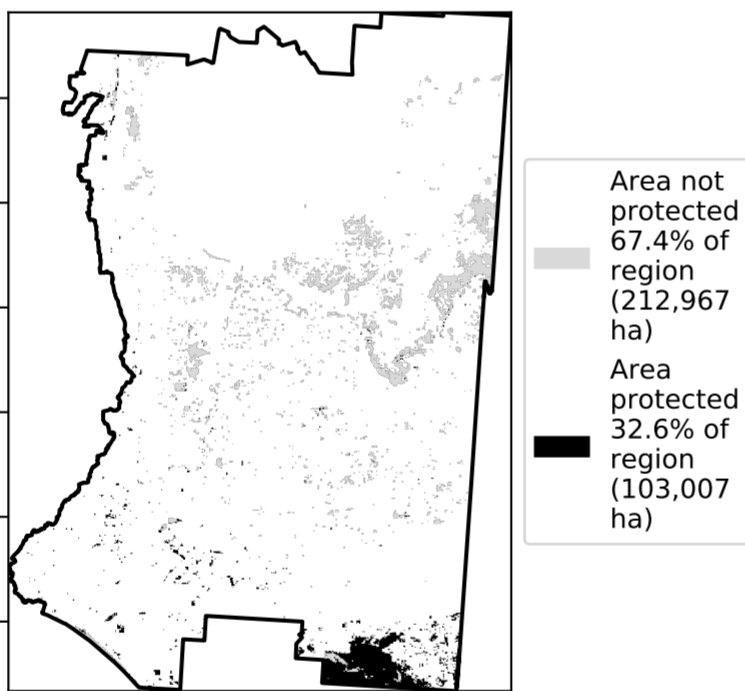 Area not
protected
67.4% of
region
(212,967
ha)
Area
protected
32.6% of
region
(103,007
ha)